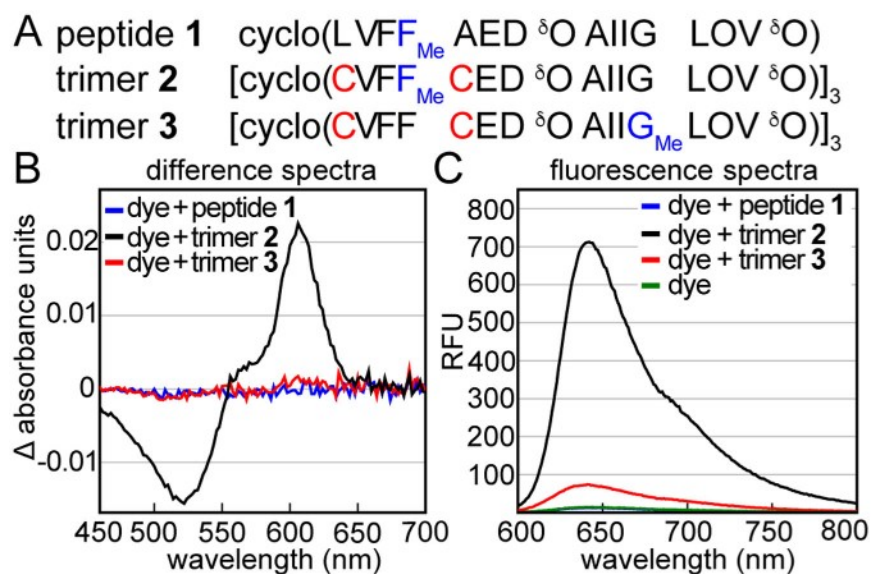 A
peptide 1 cyclo(LVFFMe AED δO AIIG LOV δO)
trimer 2 [cyclo(CVFFMe CED δO AIIG LOV δO)]3
trimer 3 [cyclo(CVFF CED δO AIIGMe LOV δO)]3
B difference spectra
dye + peptide 1
dye + trimer 2
dye + trimer 3
Δ absorbance units
0.02
0.01
0
-0.01
450 500 550 600 650 700
wavelength (nm)
C fluorescence spectra
dye + peptide 1
dye + trimer 2
dye + trimer 3
dye
RFU
800
700
600
500
400
300
200
100
600 650 700 750 800
wavelength (nm)